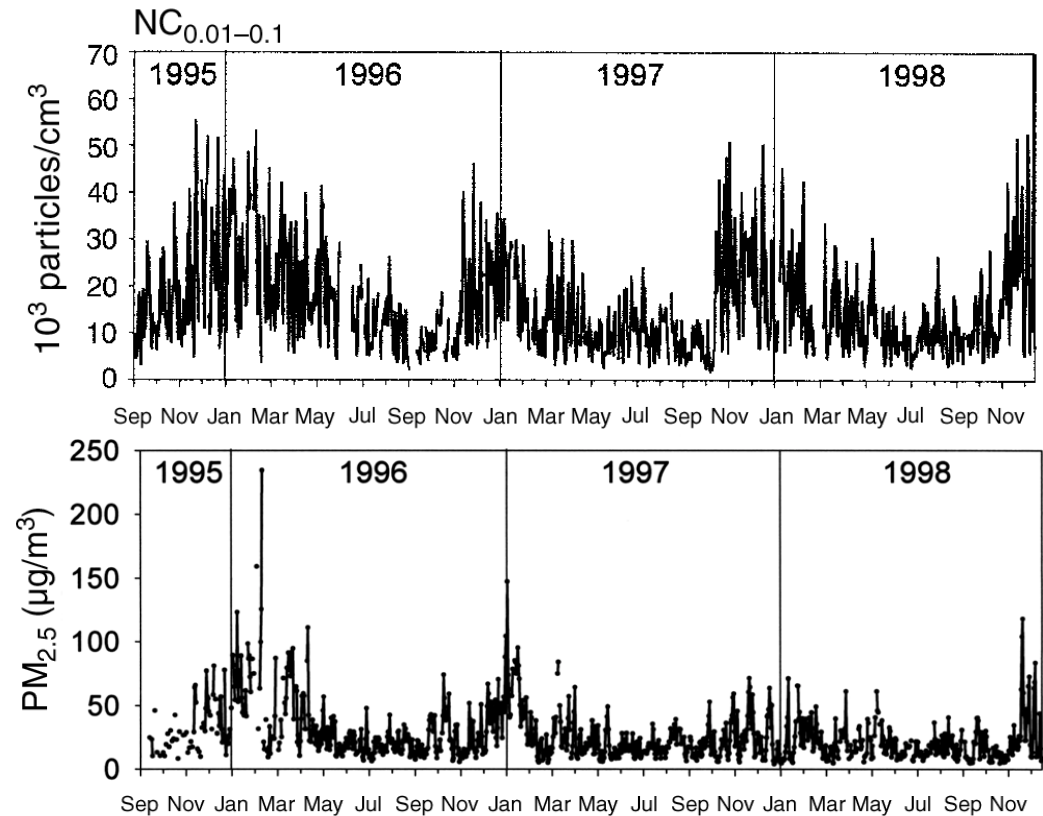 NC0.01–0.1
10³ particles/cm³
70
60
50
40
30
20
10
0
1995 1996 1997 1998
Sep Nov Jan Mar May Jul Sep Nov Jan Mar May Jul Sep Nov Jan Mar May Jul Sep Nov
PM2.5 (µg/m³)
250
200
150
100
50
0
1995 1996 1997 1998
Sep Nov Jan Mar May Jul Sep Nov Jan Mar May Jul Sep Nov Jan Mar May Jul Sep Nov